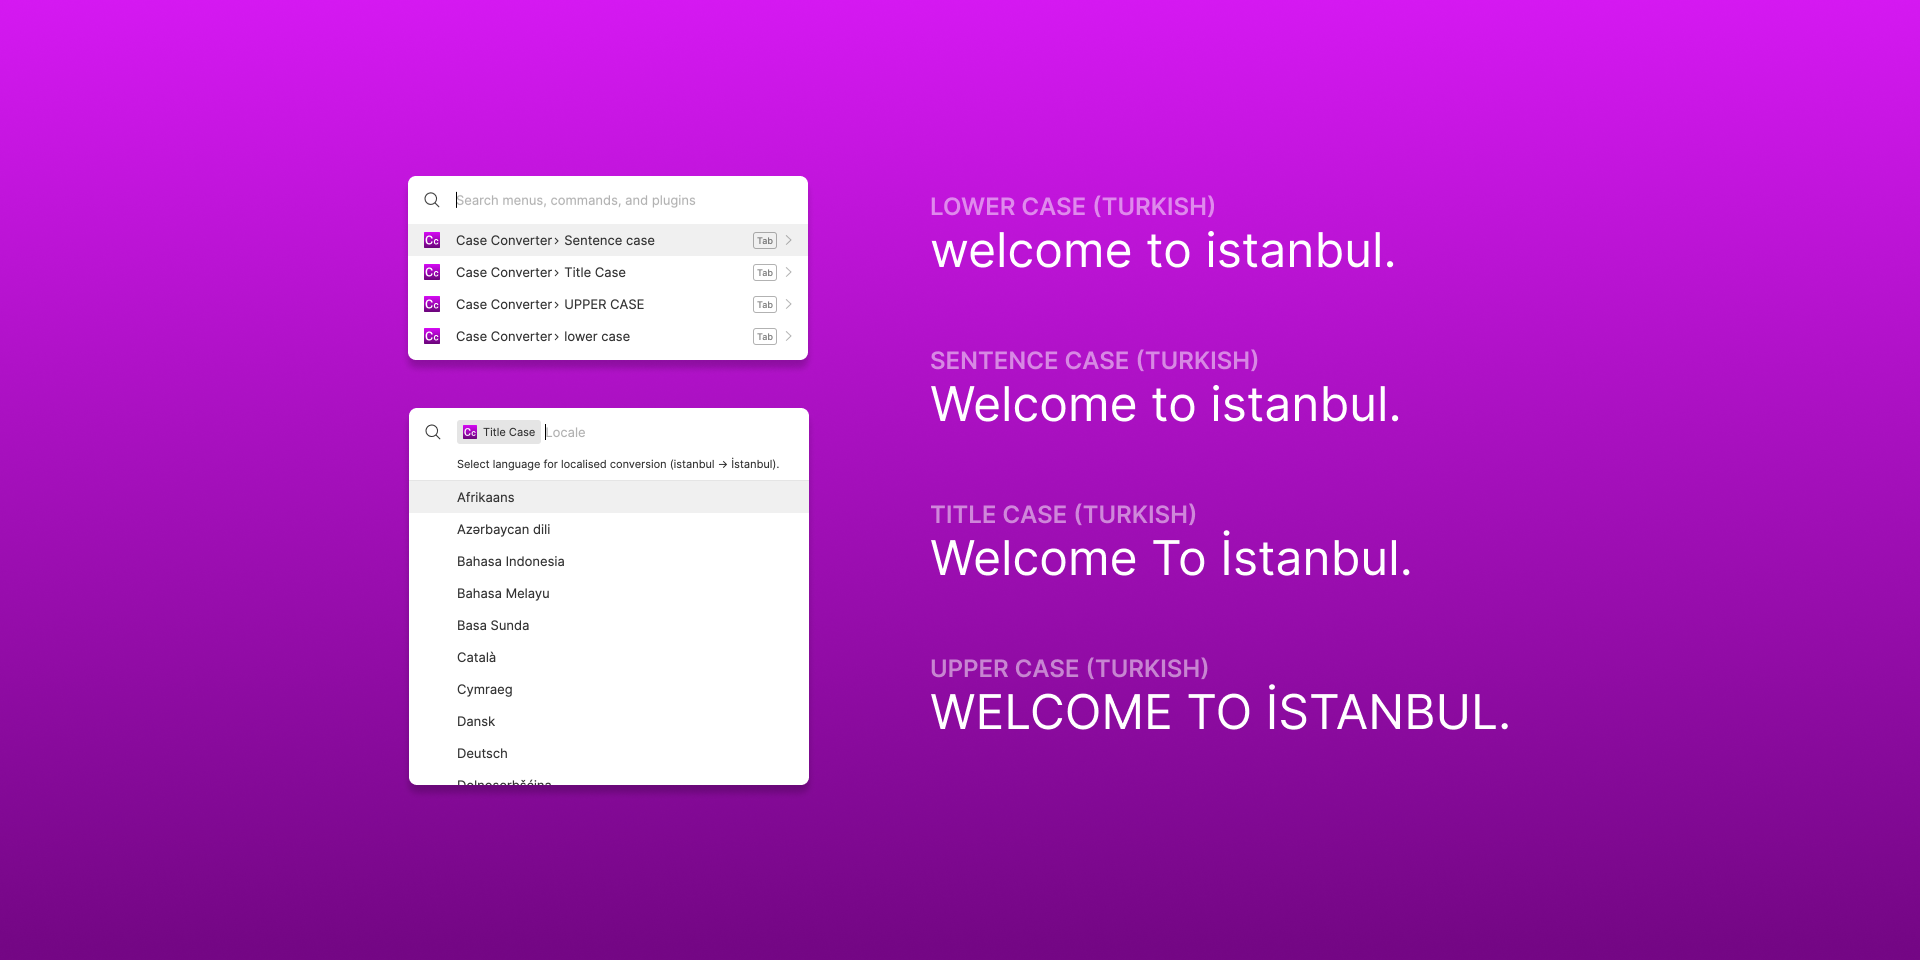 Search menus, commands, and plugins
Cc Case Converter › Sentence case Tab
Cc Case Converter › Title Case Tab
Cc Case Converter › UPPER CASE Tab
Cc Case Converter › lower case Tab
Cc Title Case Locale
Select language for localised conversion (istanbul → İstanbul).
Afrikaans
Azərbaycan dili
Bahasa Indonesia
Bahasa Melayu
Basa Sunda
Català
Cymraeg
Dansk
Deutsch
LOWER CASE (TURKISH)
welcome to istanbul.
SENTENCE CASE (TURKISH)
Welcome to istanbul.
TITLE CASE (TURKISH)
Welcome To İstanbul.
UPPER CASE (TURKISH)
WELCOME TO İSTANBUL.